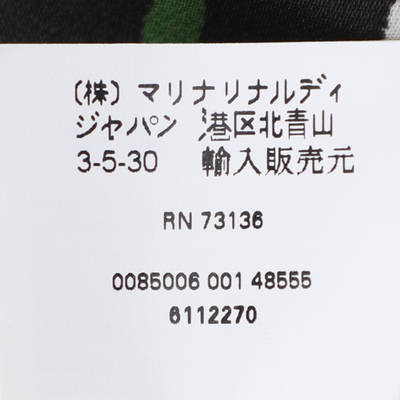 (株) マリナリナルディ
ジャパン 港区北青山
3-5-30 輸入販売元
RN 73136
0085006 001 48555
6112270